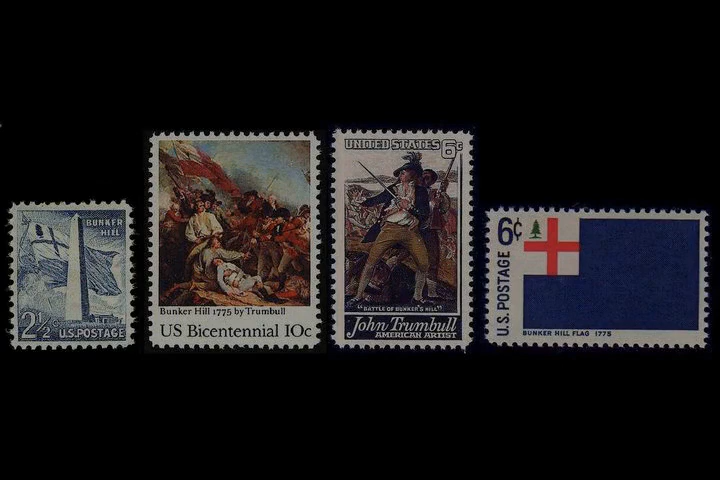 BUNKER
HILL
2½ U.S.POSTAGE
Bunker Hill 1775 by Trumbull
US Bicentennial 10c
UNITED STATES 6c
"BATTLE OF BUNKER'S HILL"
John Trumbull
AMERICAN ARTIST
6¢
U.S. POSTAGE
BUNKER HILL FLAG 1775